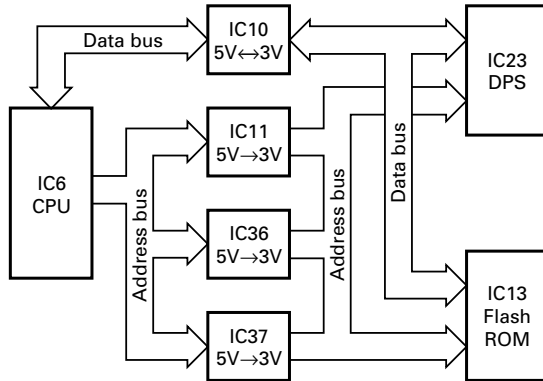 Data bus
IC10
5V↔3V
IC23
DPS
IC11
5V→3V
IC6
CPU
Address bus
IC36
5V→3V
Address bus
Data bus
IC37
5V→3V
IC13
Flash
ROM